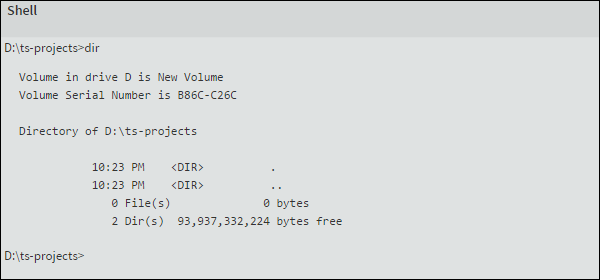 Shell
D:\ts-projects>dir
Volume in drive D is New Volume
Volume Serial Number is B86C-C26C
Directory of D:\ts-projects
10:23 PM    <DIR>          .
10:23 PM    <DIR>          ..
0 File(s)              0 bytes
2 Dir(s)  93,937,332,224 bytes free
D:\ts-projects>